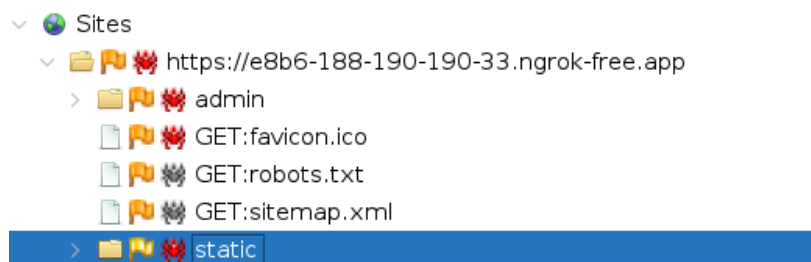 Sites
https://e8b6-188-190-190-33.ngrok-free.app
admin
GET:favicon.ico
GET:robots.txt
GET:sitemap.xml
static